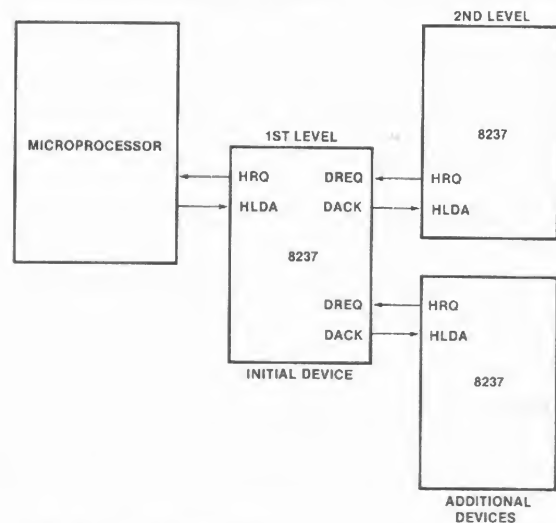 2ND LEVEL
8237
HRQ
HLDA
MICROPROCESSOR
1ST LEVEL
HRQ
DREQ
HLDA
DACK
8237
DREQ
DACK
INITIAL DEVICE
HRQ
HLDA
8237
ADDITIONAL
DEVICES